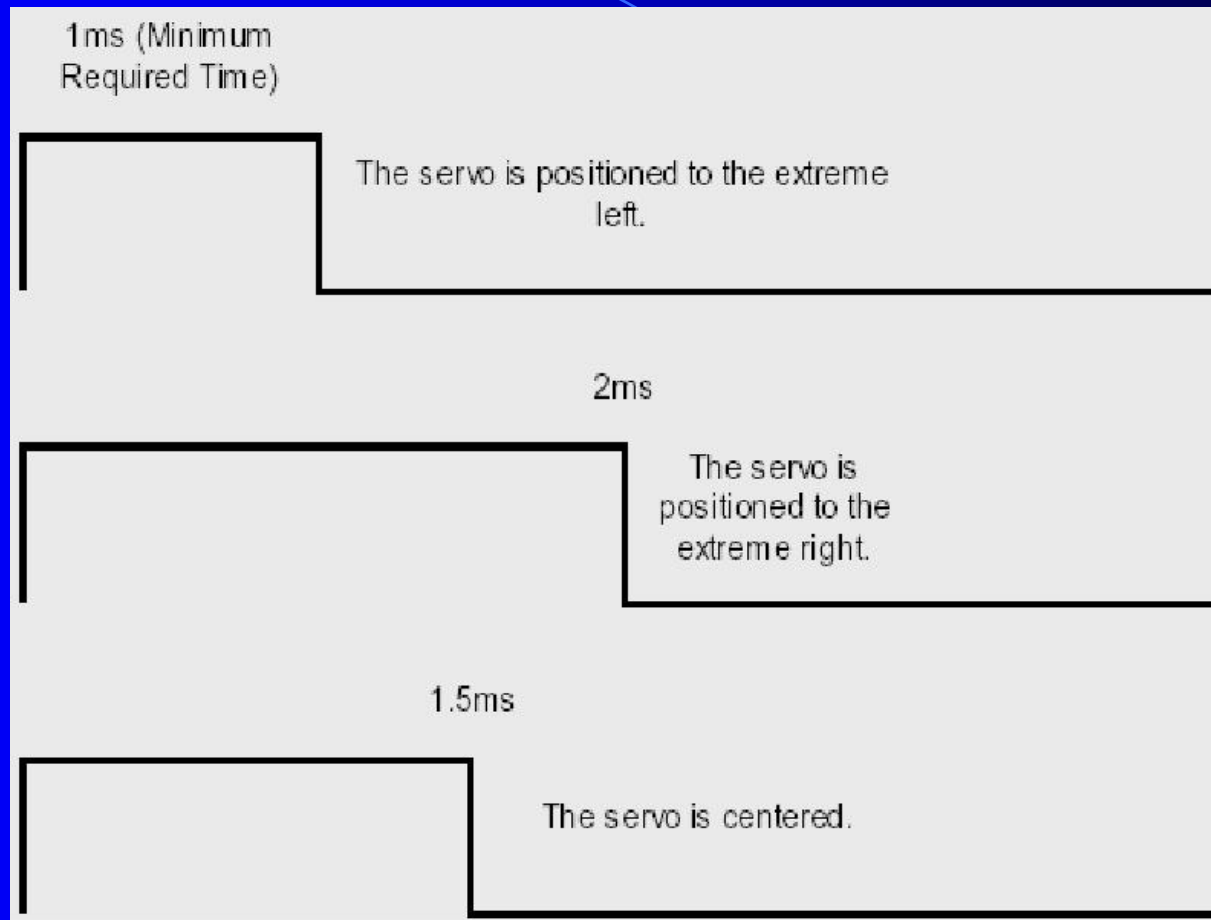 1ms (Minimum
Required Time)
The servo is positioned to the extreme
left.
2ms
The servo is
positioned to the
extreme right.
1.5ms
The servo is centered.